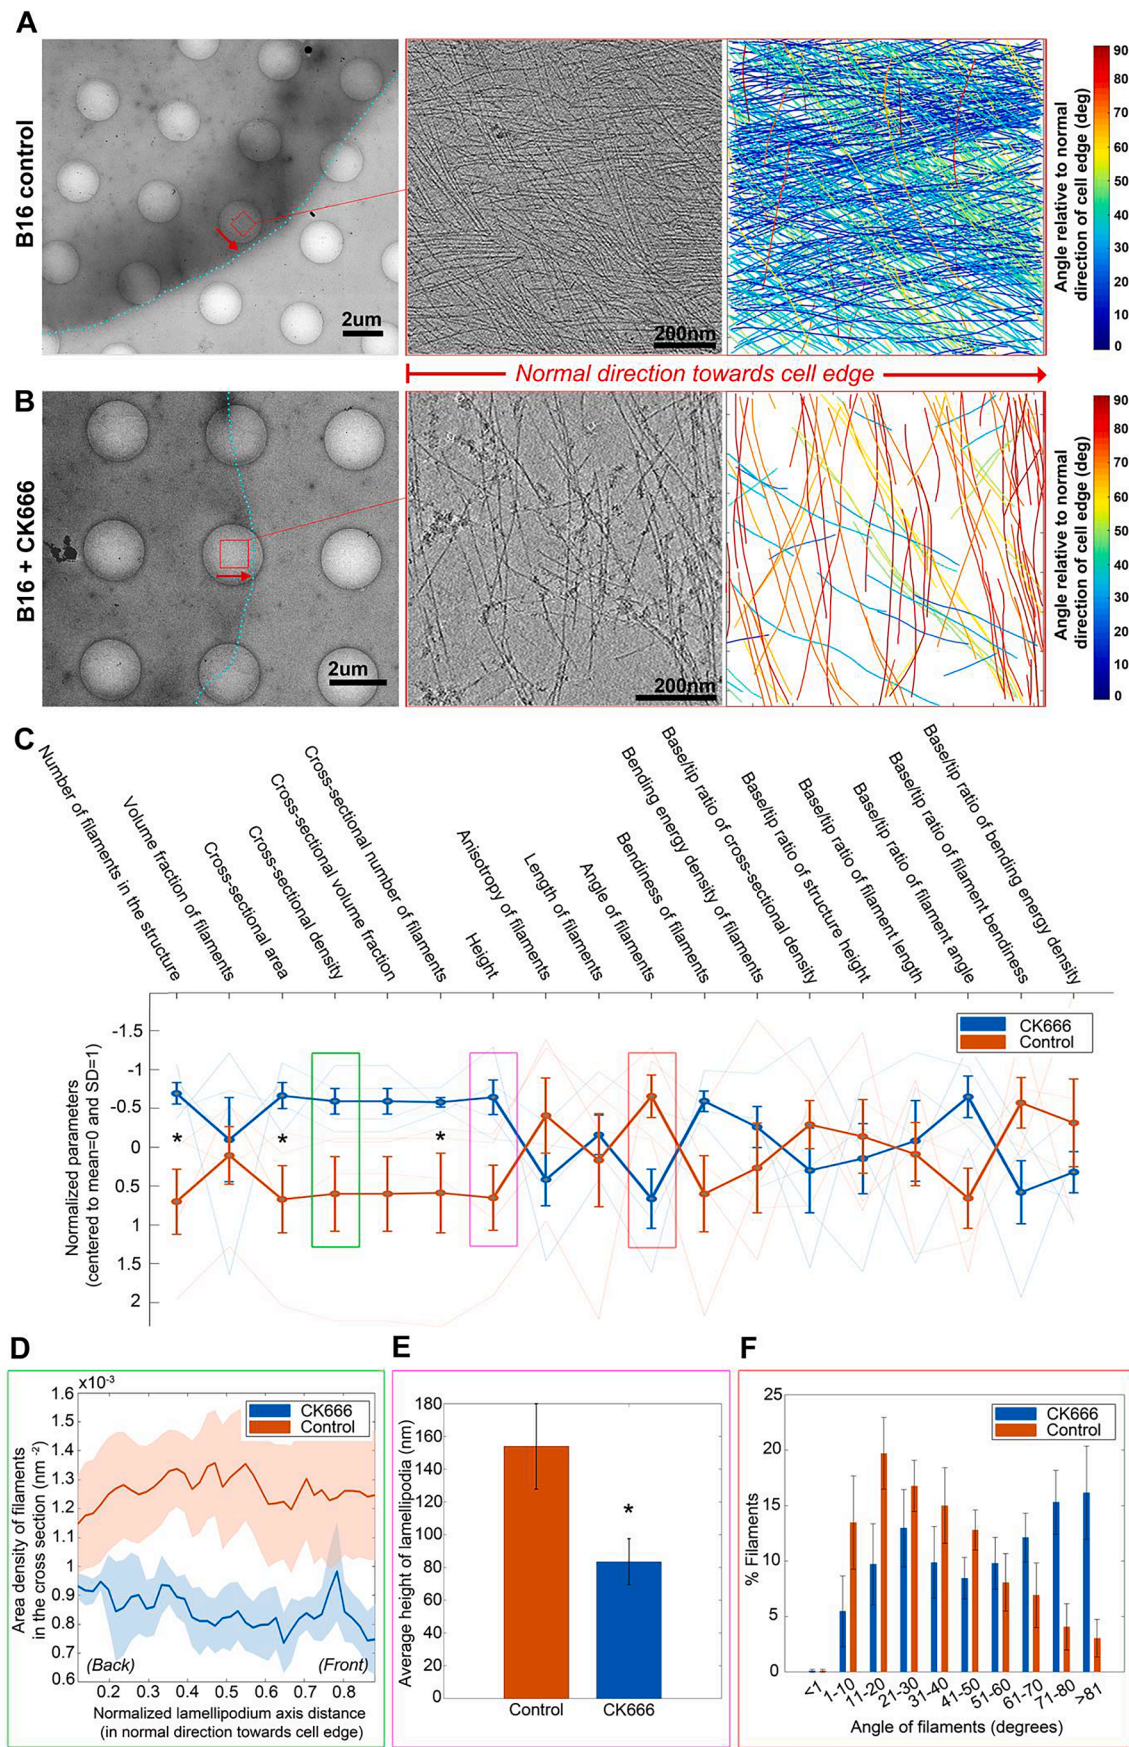 A
B16 control
2um
200nm
Angle relative to normal
direction of cell edge (deg)
90
80
70
60
50
40
30
20
10
0
Normal direction towards cell edge
B
B16 + CK666
2um
200nm
Angle relative to normal
direction of cell edge (deg)
90
80
70
60
50
40
30
20
10
0
C
Number of filaments in the structure
Volume fraction of filaments
Cross-sectional area
Cross-sectional density
Cross-sectional volume fraction
Cross-sectional number of filaments
Height
Anisotropy of filaments
Length of filaments
Angle of filaments
Bendiness of filaments
Bending energy density of filaments
Base/tip ratio of cross-sectional density
Base/tip ratio of structure height
Base/tip ratio of filament length
Base/tip ratio of filament angle
Base/tip ratio of filament bendiness
Base/tip ratio of bending energy density
Normalized parameters
(centered to mean=0 and SD=1)
-1.5
-1
-0.5
0
0.5
1
1.5
2
CK666
Control
*
*
*
D
x10⁻³
1.6
1.5
1.4
1.3
1.2
1.1
1
0.9
0.8
0.7
0.6
CK666
Control
Area density of filaments
in the cross section (nm ⁻²)
(Back)
(Front)
0.2 0.3 0.4 0.5 0.6 0.7 0.8
Normalized lamellipodium axis distance
(in normal direction towards cell edge)
E
Average height of lamellipodia (nm)
180
160
140
120
100
80
60
40
20
0
*
Control
CK666
F
% Filaments
25
20
15
10
5
0
CK666
Control
<1
1-10
11-20
21-30
31-40
41-50
51-60
61-70
71-80
>81
Angle of filaments (degrees)